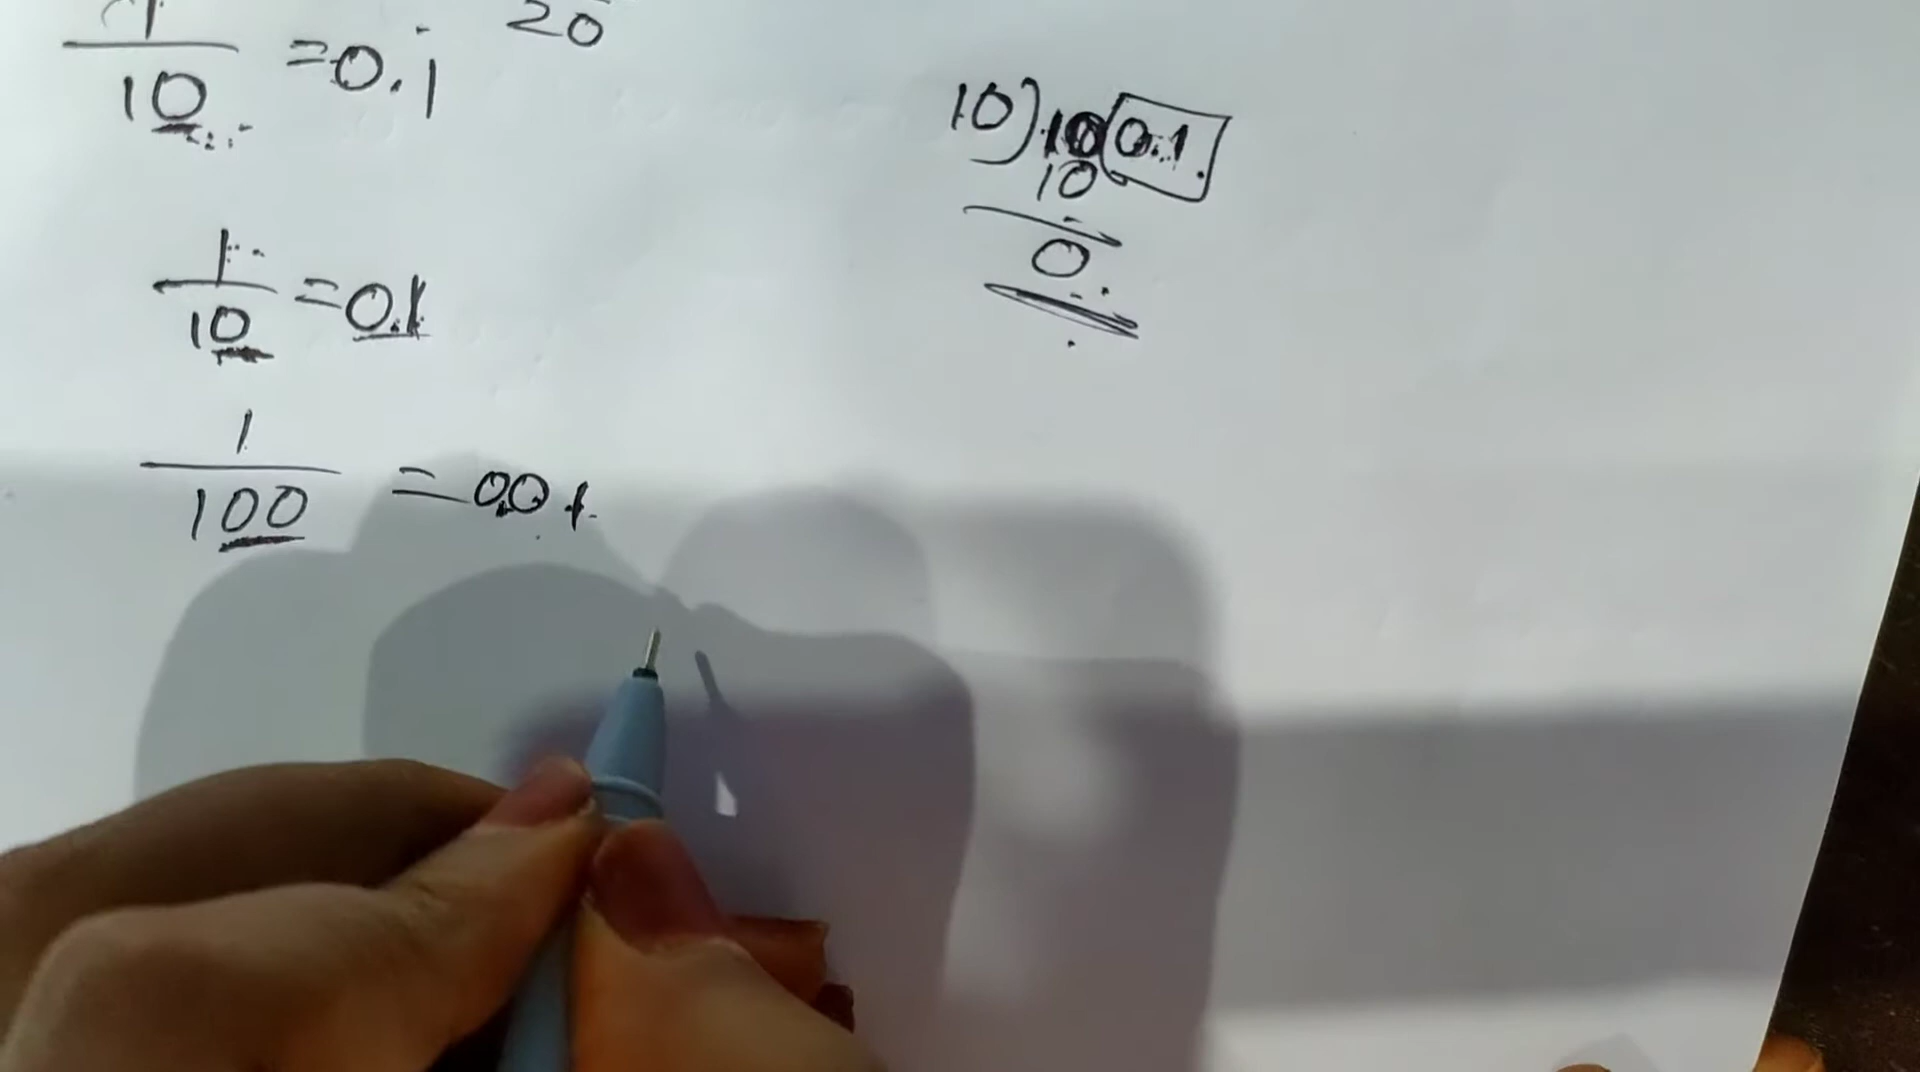 1/10 = 0.1
20
10)10(0.1
10
0
1/10 = 0.1
1/100 = 0.01